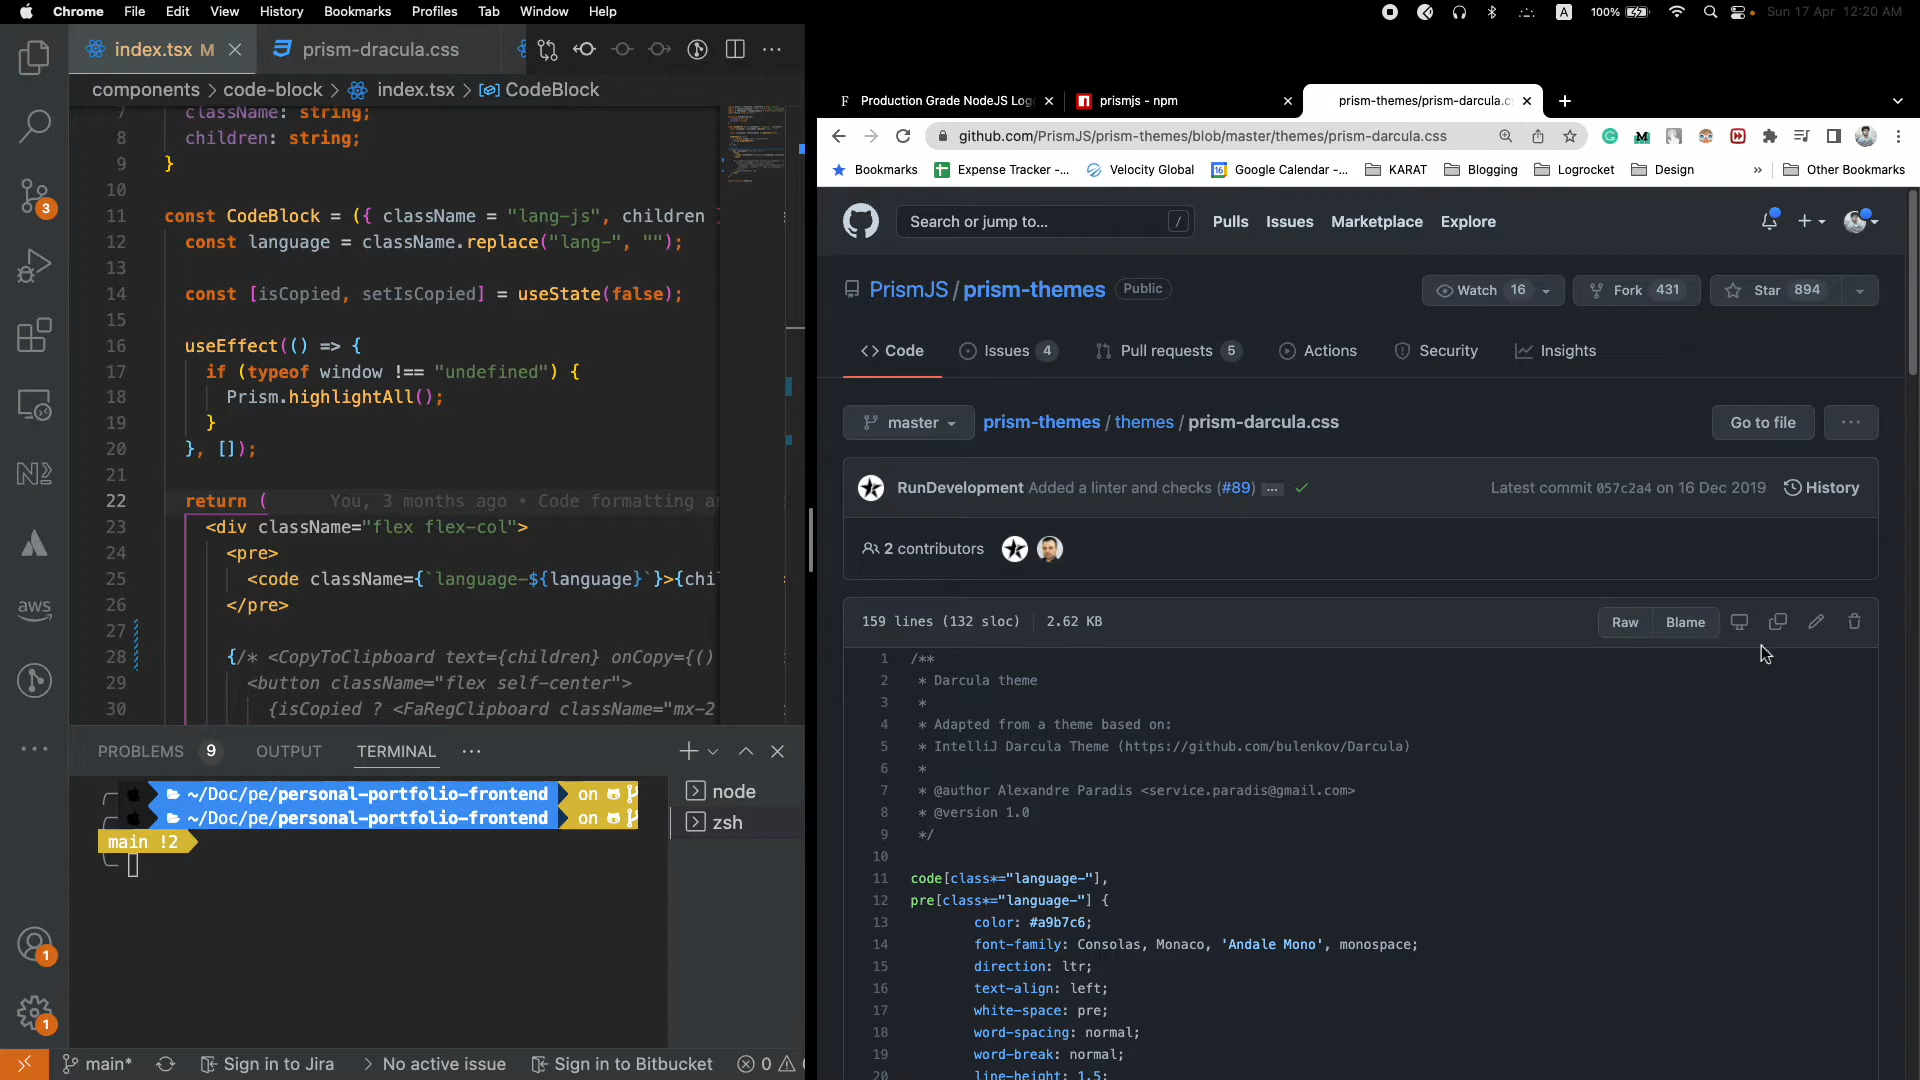 Chrome File Edit View History Bookmarks Profiles Tab Window Help
A 100% Sun 17 Apr 12:20 AM
index.tsx M
prism-dracula.css
components > code-block > index.tsx > CodeBlock
7 className: string;
8 children: string;
9 }
10
11 const CodeBlock = ({ className = "lang-js", children
12 const language = className.replace("lang-", "");
13
14 const [isCopied, setIsCopied] = useState(false);
15
16 useEffect(() => {
17 if (typeof window !== "undefined") {
18 Prism.highlightAll();
19 }
20 }, []);
21
22 return ( You, 3 months ago • Code formatting
23 <div className="flex flex-col">
24 <pre>
25 <code className={`language-${language}`}>{chi
26 </pre>
27
28 {/* <CopyToClipboard text={children} onCopy={()
29 <button className="flex self-center">
30 {isCopied ? <FaRegClipboard className="mx-2
3
aws
1
1
PROBLEMS 9 OUTPUT TERMINAL
~/Doc/pe/personal-portfolio-frontend on
~/Doc/pe/personal-portfolio-frontend on
main !2
node
zsh
main* Sign in to Jira > No active issue Sign in to Bitbucket 0
F Production Grade NodeJS Log
prismjs - npm
prism-themes/prism-darcula.c
github.com/PrismJS/prism-themes/blob/master/themes/prism-darcula.css
Bookmarks Expense Tracker -... Velocity Global Google Calendar -... KARAT Blogging Logrocket Design » Other Bookmarks
Search or jump to... / Pulls Issues Marketplace Explore
PrismJS / prism-themes Public
Watch 16 Fork 431 Star 894
<> Code Issues 4 Pull requests 5 Actions Security Insights
master prism-themes / themes / prism-darcula.css Go to file ...
RunDevelopment Added a linter and checks (#89) ... Latest commit 057c2a4 on 16 Dec 2019 History
2 contributors
159 lines (132 sloc) 2.62 KB Raw Blame
1 /**
2 * Darcula theme
3 *
4 * Adapted from a theme based on:
5 * IntelliJ Darcula Theme (https://github.com/bulenkov/Darcula)
6 *
7 * @author Alexandre Paradis <service.paradis@gmail.com>
8 * @version 1.0
9 */
10
11 code[class*="language-"],
12 pre[class*="language-"] {
13 color: #a9b7c6;
14 font-family: Consolas, Monaco, 'Andale Mono', monospace;
15 direction: ltr;
16 text-align: left;
17 white-space: pre;
18 word-spacing: normal;
19 word-break: normal;
20 line-height: 1.5;